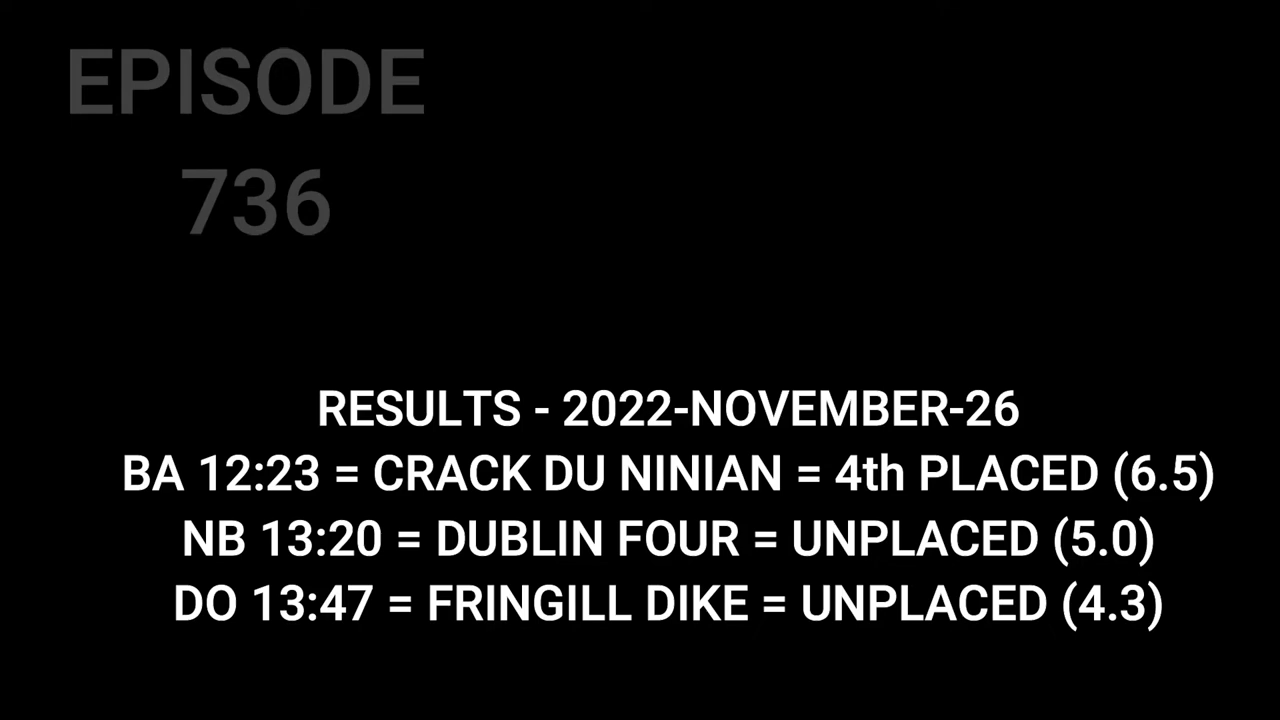 EPISODE
736
RESULTS - 2022-NOVEMBER-26
BA 12:23 = CRACK DU NINIAN = 4th PLACED (6.5)
NB 13:20 = DUBLIN FOUR = UNPLACED (5.0)
DO 13:47 = FRINGILL DIKE = UNPLACED (4.3)